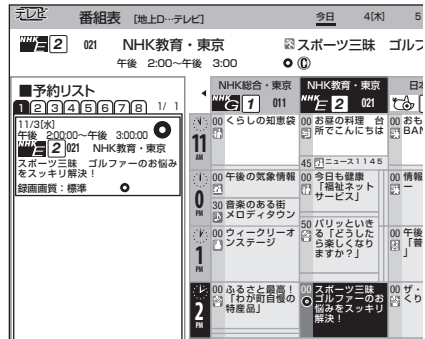 テレビ 番組表 [地上D…テレビ] 今日 4[木] 5
NHK E 2 021 NHK教育・東京 スポーツ三昧 ゴルフ
午後 2:00～午後 3:00 ©
■予約リスト
1 2 3 4 5 6 7 8 1/ 1
11/3[水]
午後 2:00:00～午後 3:00:00
NHK E 2 021 NHK教育・東京
スポーツ三昧 ゴルファーのお悩み
をスッキリ解決！
録画画質：標準
NHK総合・東京
NHK G 1 011
NHK教育・東京
NHK E 2 021
日本
11 AM
00 くらしの知恵袋
00 お昼の料理 台
所でこんにちは
45 ニュース1145
00 おも
BAN
0 PM
00 午後の気象情報
30 音楽のある街
メロディタウン
00 今日も健康
「福祉ネット
サービス」
50 バリッといき
る「どうした
ら楽しくなり
ますか？」
00 情報
ー
1 PM
00 ウィークリーオ
ンステージ
00 午後
「普
」
2 PM
00 ふるさと最高！
「わが町自慢の
特産品」
00 スポーツ三昧
ゴルファーのお
悩みをスッキリ
解決！
00 ザ・
くり